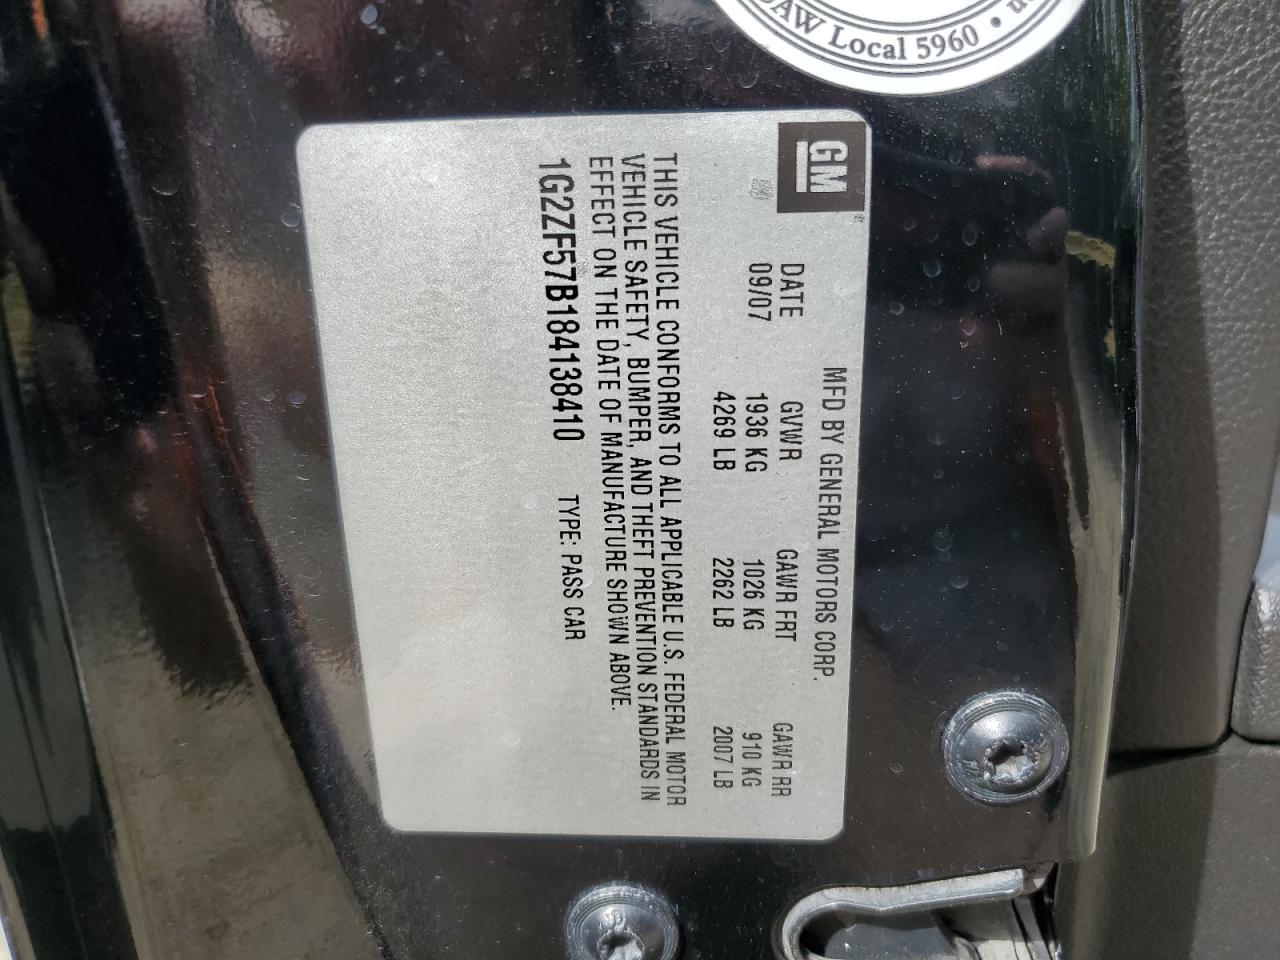 UAW Local 5960 •
GM
®
MFD BY GENERAL MOTORS CORP.
DATE GVWR GAWR FRT GAWR RR
09/07 1936 KG 1026 KG 910 KG
4269 LB 2262 LB 2007 LB
THIS VEHICLE CONFORMS TO ALL APPLICABLE U.S. FEDERAL MOTOR
VEHICLE SAFETY, BUMPER, AND THEFT PREVENTION STANDARDS IN
EFFECT ON THE DATE OF MANUFACTURE SHOWN ABOVE.
1G2ZF57B184138410 TYPE: PASS CAR